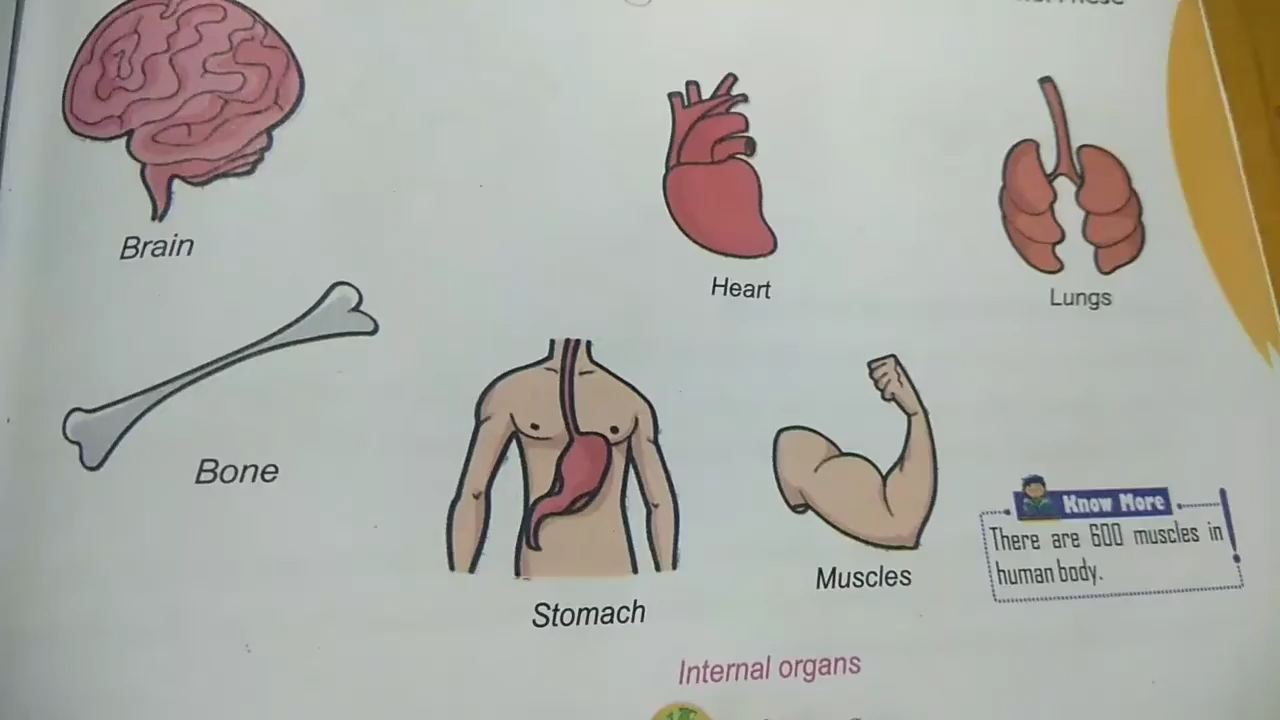 Brain
Heart
Lungs
Bone
Stomach
Muscles
Know More
There are 600 muscles in
human body.
Internal organs